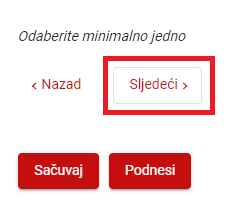 Odaberite minimalno jedno
‹ Nazad Sljedeći ›
Sačuvaj Podnesi